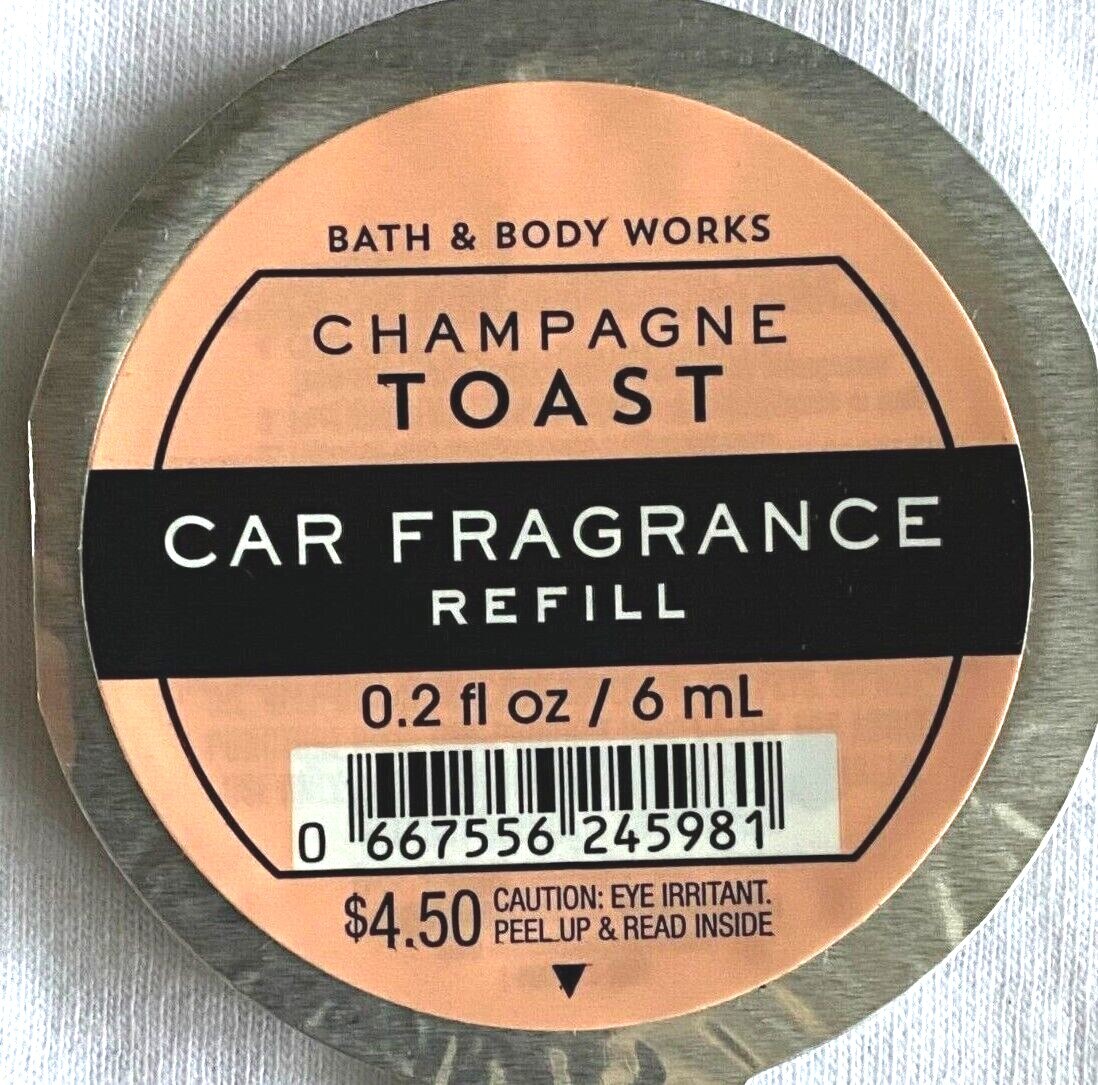 BATH & BODY WORKS
CHAMPAGNE
TOAST
CAR FRAGRANCE
REFILL
0.2 fl oz / 6 mL
0 667556 245981
$4.50 CAUTION: EYE IRRITANT.
PEEL UP & READ INSIDE